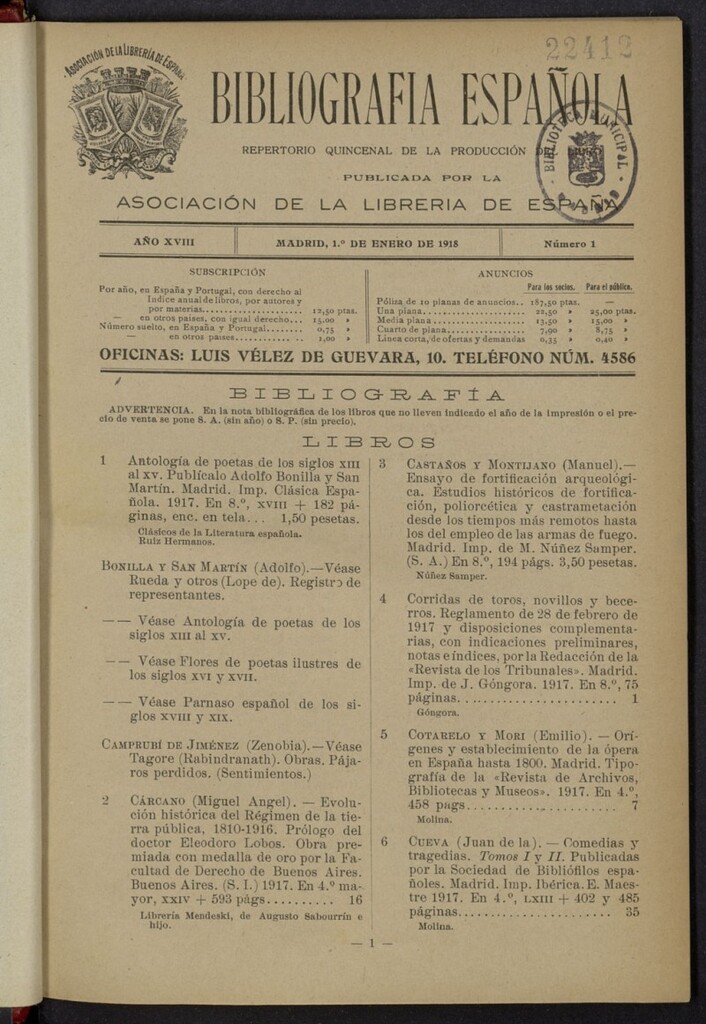 ASOCIACIÓN DE LA LIBRERÍA DE ESPAÑA
22412
BIBLIOGRAFIA ESPAÑOLA
REPERTORIO QUINCENAL DE LA PRODUCCIÓN DEL
BIBLIOTECA MUNICIPAL
PUBLICADA POR LA
ASOCIACIÓN DE LA LIBRERIA DE ESPAÑA
AÑO XVIII
MADRID, 1.º DE ENERO DE 1918
Número 1
SUBSCRIPCIÓN
Por año, en España y Portugal, con derecho al
Indice anual de libros, por autores y
por materias..................... 12,50 ptas.
— en otros países, con igual derecho... 15,00 »
Número suelto, en España y Portugal....... 0,75 »
— en otros países............. 1,00 »
ANUNCIOS
Para los socios. Para el público.
Póliza de 10 planas de anuncios.. 187,50 ptas. —
Una plana..................... 22,50 » 25,00 ptas.
Media plana................... 13,50 » 15,00 »
Cuarto de plana............... 7,90 » 8,75 »
Línea corta, de ofertas y demandas 0,35 » 0,40 »
OFICINAS: LUIS VÉLEZ DE GUEVARA, 10. TELÉFONO NÚM. 4586
BIBLIOGRAFÍA
ADVERTENCIA. En la nota bibliográfica de los libros que no lleven indicado el año de la impresión o el pre-
cio de venta se pone S. A. (sin año) o S. P. (sin precio).
LIBROS
1 Antología de poetas de los siglos XIII
al XV. Publícalo Adolfo Bonilla y San
Martín. Madrid. Imp. Clásica Espa-
ñola. 1917. En 8.º, XVIII + 182 pá-
ginas, enc. en tela... 1,50 pesetas.
Clásicos de la Literatura española.
Ruiz Hermanos.
BONILLA Y SAN MARTÍN (Adolfo).—Véase
Rueda y otros (Lope de). Registro de
representantes.
—— Véase Antología de poetas de los
siglos XIII al XV.
—— Véase Flores de poetas ilustres de
los siglos XVI y XVII.
—— Véase Parnaso español de los si-
glos XVIII y XIX.
CAMPRUBÍ DE JIMÉNEZ (Zenobia).—Véase
Tagore (Rabindranath). Obras. Pája-
ros perdidos. (Sentimientos.)
2 CÁRCANO (Miguel Angel). — Evolu-
ción histórica del Régimen de la tie-
rra pública, 1810-1916. Prólogo del
doctor Eleodoro Lobos. Obra pre-
miada con medalla de oro por la Fa-
cultad de Derecho de Buenos Aires.
Buenos Aires. (S. I.) 1917. En 4.º ma-
yor, XXIV + 593 págs.......... 16
Librería Mendeski, de Augusto Sabourrín e
hijo.
3 CASTAÑOS Y MONTIJANO (Manuel).—
Ensayo de fortificación arqueológi-
ca. Estudios históricos de fortifica-
ción, poliorcética y castrametación
desde los tiempos más remotos hasta
los del empleo de las armas de fuego.
Madrid. Imp. de M. Núñez Samper.
(S. A.) En 8.º, 194 págs. 3,50 pesetas.
Núñez Samper.
4 Corridas de toros, novillos y bece-
rros. Reglamento de 28 de febrero de
1917 y disposiciones complementa-
rias, con indicaciones preliminares,
notas e índices, por la Redacción de la
«Revista de los Tribunales». Madrid.
Imp. de J. Góngora. 1917. En 8.º, 75
páginas..................... 1
Góngora.
5 COTARELO Y MORI (Emilio). — Orí-
genes y establecimiento de la ópera
en España hasta 1800. Madrid. Tipo-
grafía de la «Revista de Archivos,
Bibliotecas y Museos». 1917. En 4.º,
458 pags.................... 7
Molina.
6 CUEVA (Juan de la). — Comedias y
tragedias. Tomos I y II. Publicadas
por la Sociedad de Bibliófilos espa-
ñoles. Madrid. Imp. Ibérica. E. Maes-
tre 1917. En 4.º, LXIII + 402 y 485
páginas..................... 35
Molina.
— 1 —